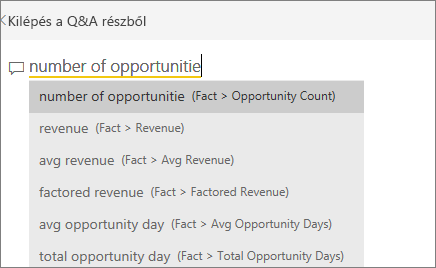 Kilépés a Q&A részből
number of opportunitie
number of opportunitie (Fact > Opportunity Count)
revenue (Fact > Revenue)
avg revenue (Fact > Avg Revenue)
factored revenue (Fact > Factored Revenue)
avg opportunity day (Fact > Avg Opportunity Days)
total opportunity day (Fact > Total Opportunity Days)